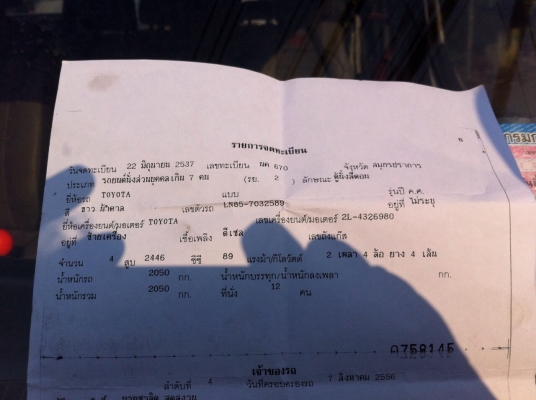 รายการจดทะเบียน
วันจดทะเบียน 22 มิถุนายน 2537 เลขทะเบียน นค 670 จังหวัด สมุทรปราการ
ประเภท รถยนต์นั่งส่วนบุคคลเกิน 7 คน (รย. 2 ) ลักษณะ ตู้นั่งสี่ตอน
ยี่ห้อรถ TOYOTA แบบ รุ่นปี ค.ศ.
สี ขาว น้ำตาล เลขตัวรถ LN85-7032589 อยู่ที่ ไม่ระบุ
ยี่ห้อเครื่องยนต์/มอเตอร์ TOYOTA เลขเครื่องยนต์/มอเตอร์ 2L-4326980
อยู่ที่ ซ้ายเครื่อง เชื้อเพลิง ดีเซล เลขถังแก๊ส
จำนวน 4 สูบ 2446 ซีซี 89 แรงม้า/กิโลวัตต์ 2 เพลา 4 ล้อ ยาง 4 เส้น
น้ำหนักรถ 2050 กก. น้ำหนักบรรทุก/น้ำหนักลงเพลา กก.
น้ำหนักรวม 2050 กก. ที่นั่ง 12 คน
0758145
เจ้าของรถ
ลำดับที่ 4 วันที่ครอบครองรถ 7 สิงหาคม 2556